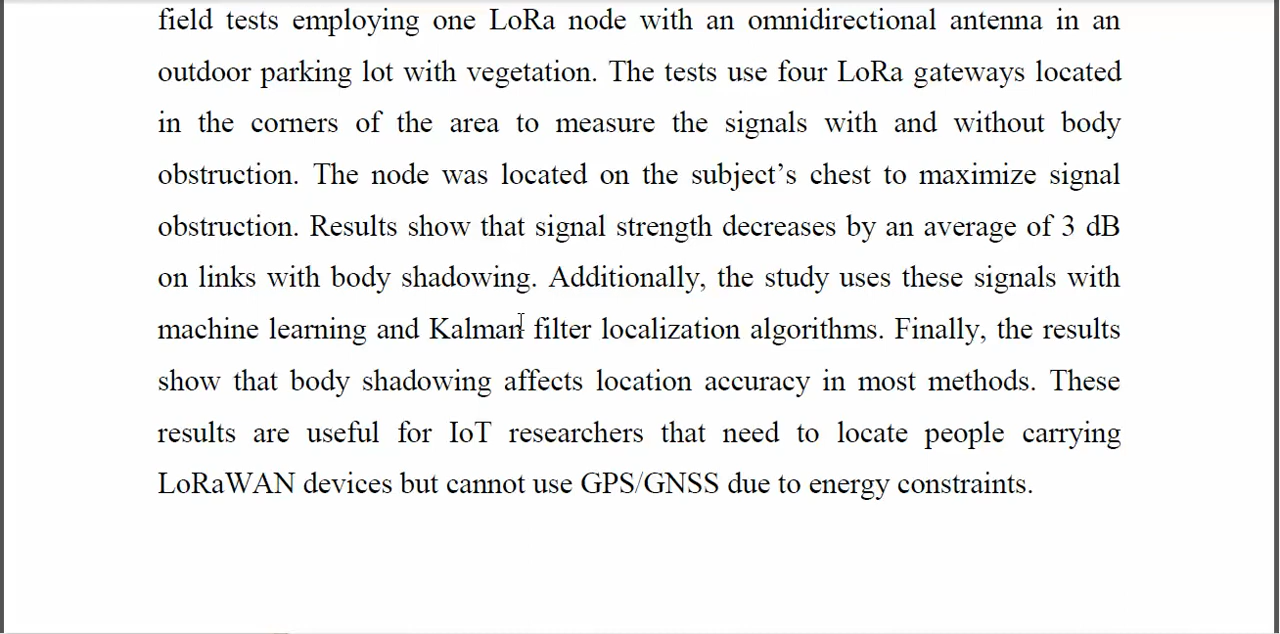 field tests employing one LoRa node with an omnidirectional antenna in an
outdoor parking lot with vegetation. The tests use four LoRa gateways located
in the corners of the area to measure the signals with and without body
obstruction. The node was located on the subject’s chest to maximize signal
obstruction. Results show that signal strength decreases by an average of 3 dB
on links with body shadowing. Additionally, the study uses these signals with
machine learning and Kalman filter localization algorithms. Finally, the results
show that body shadowing affects location accuracy in most methods. These
results are useful for IoT researchers that need to locate people carrying
LoRaWAN devices but cannot use GPS/GNSS due to energy constraints.